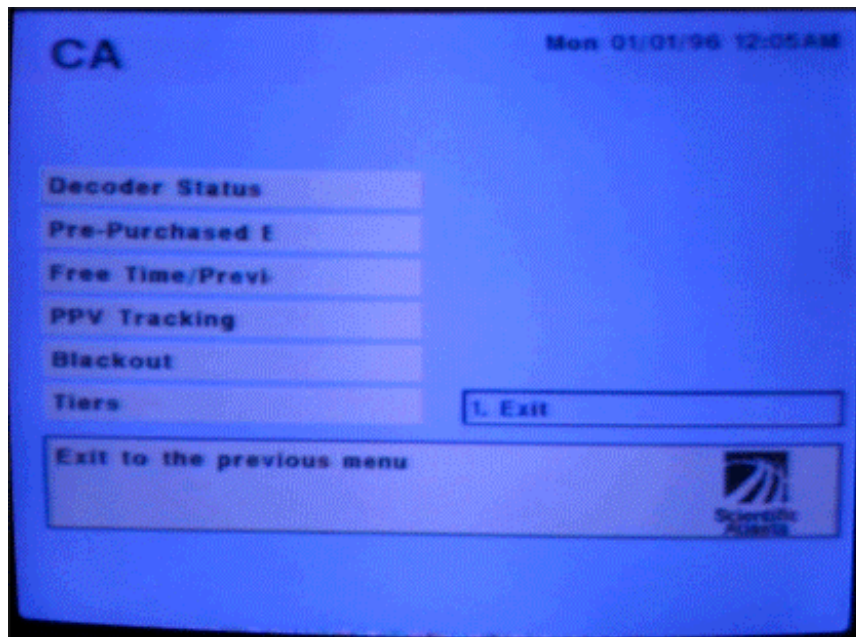 CA
Mon 01/01/96 12:05AM
Decoder Status
Pre-Purchased E
Free Time/Previ
PPV Tracking
Blackout
Tiers
1. Exit
Exit to the previous menu
Scientific
Atlanta